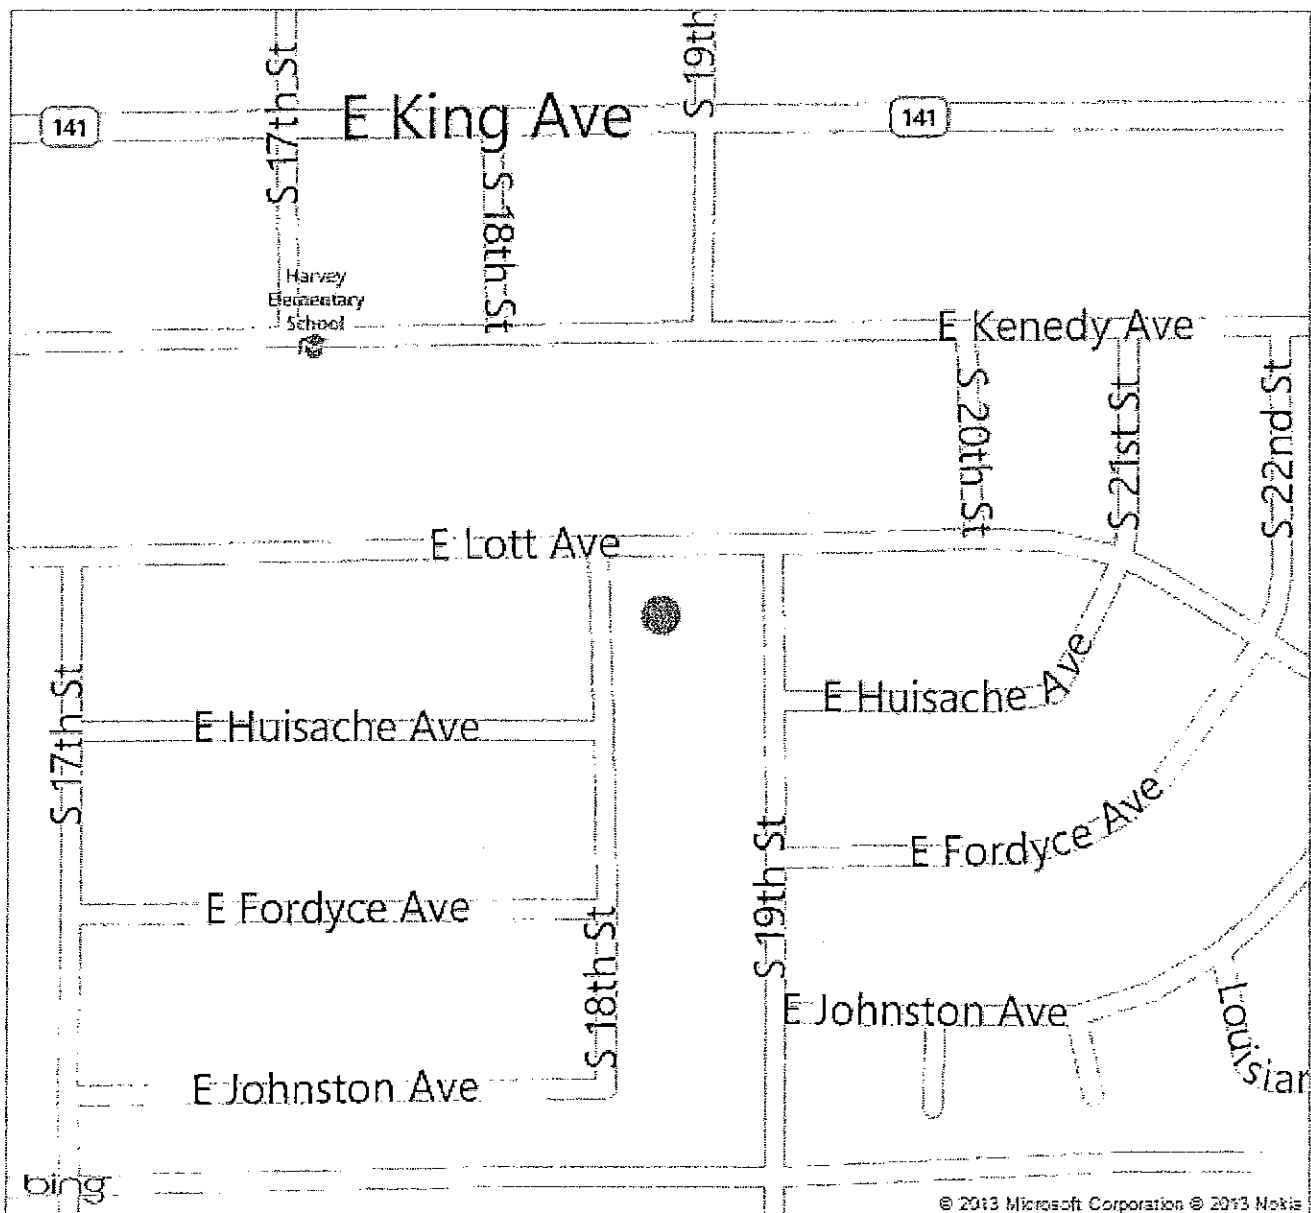 S 17th St
S 19th
141
E King Ave
141
S 18th St
Harvey
Elementary
School
E Kenedy Ave
S 20th St
S 21st St
S 22nd St
E Lott Ave
S 17th St
E Huisache Ave
E Huisache Ave
S 19th St
E Fordyce Ave
E Fordyce Ave
S 18th St
E Johnston Ave
Louisian
E Johnston Ave
bing
© 2013 Microsoft Corporation © 2013 Nokia